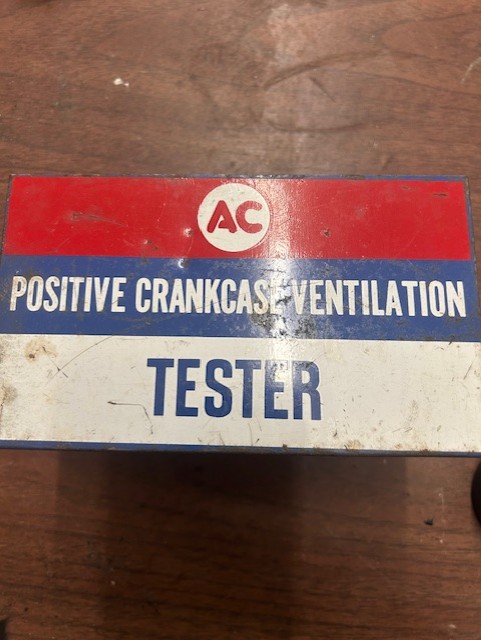 AC
POSITIVE CRANKCASE VENTILATION
TESTER